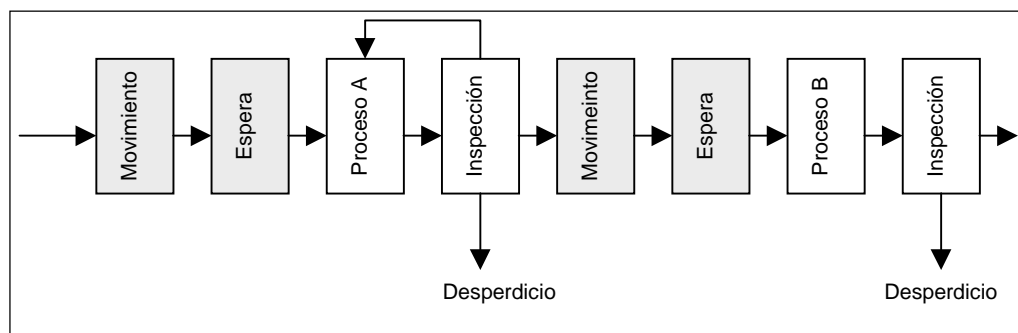 Movimiento
Espera
Proceso A
Inspección
Movimeinto
Espera
Proceso B
Inspección
Desperdicio
Desperdicio